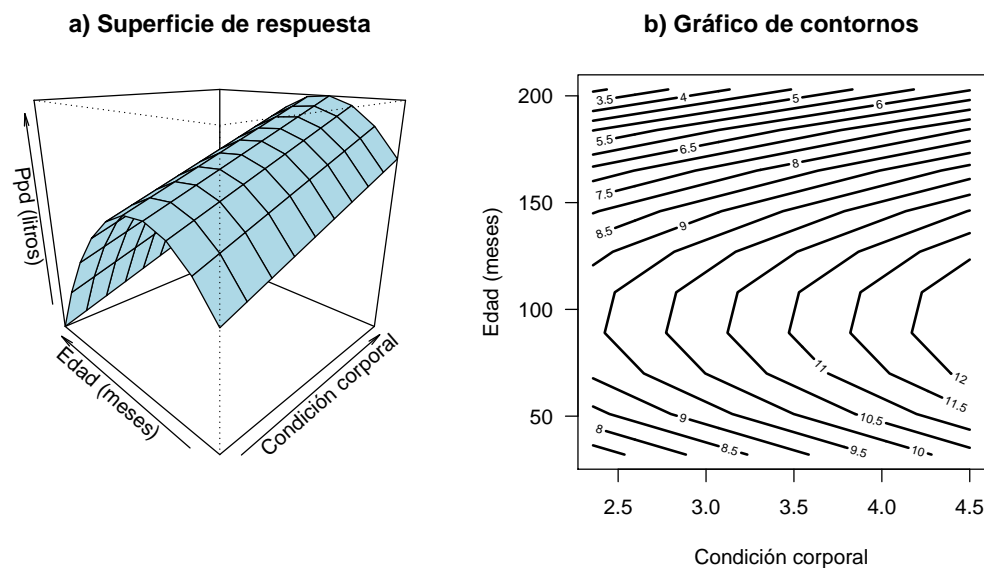 a) Superficie de respuesta
Ppd (litros)
Edad (meses)
Condición corporal
b) Gráfico de contornos
200
150
100
50
Edad (meses)
3.5
4
5
6
5.5
6.5
8
7.5
8.5
9
11
12
11.5
10.5
9
8
8.5
9.5
10
2.5 3.0 3.5 4.0 4.5
Condición corporal